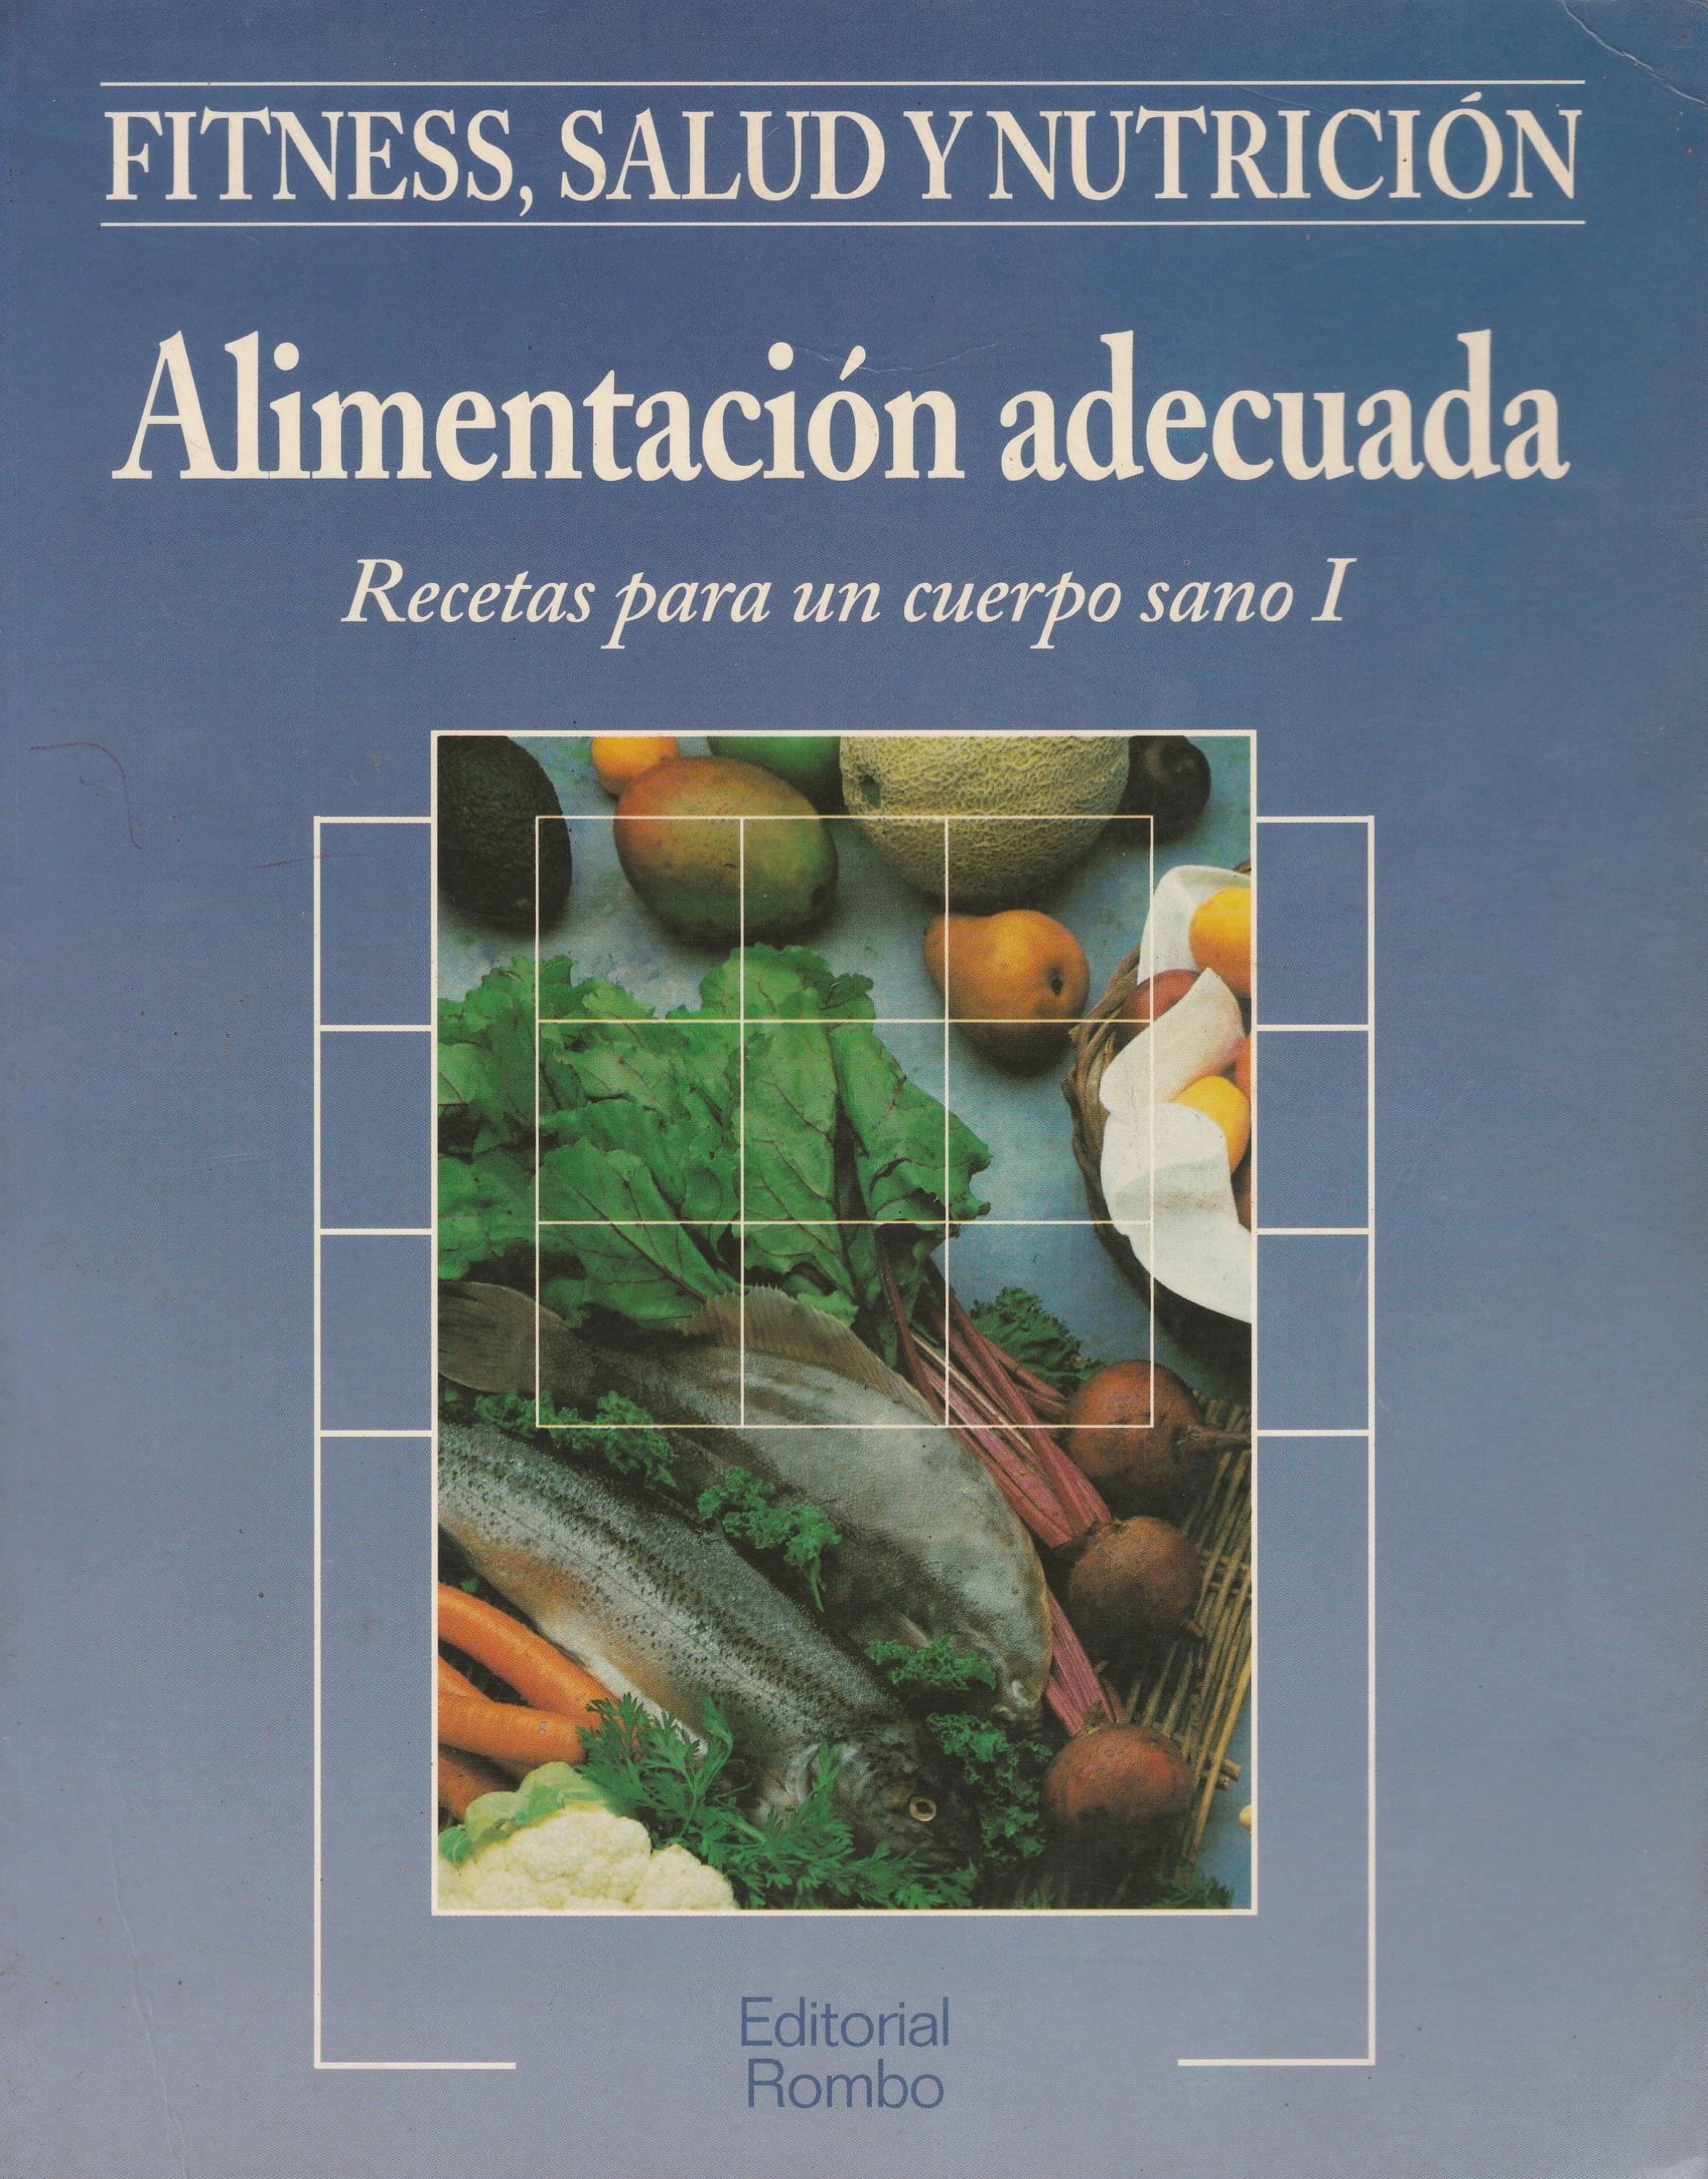 FITNESS, SALUD Y NUTRICIÓN
Alimentación adecuada
Recetas para un cuerpo sano I
Editorial
Rombo